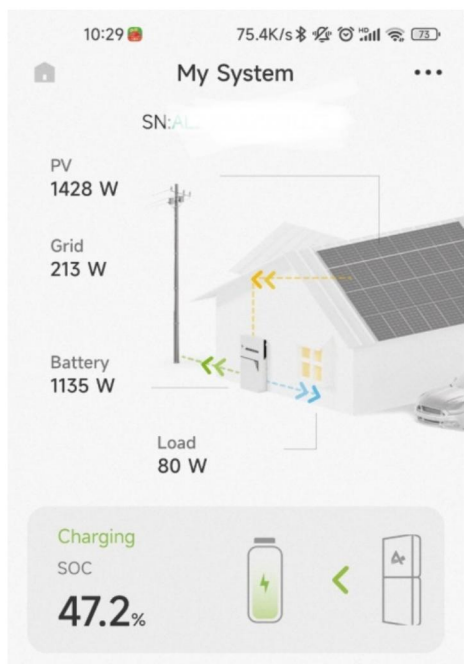 10:29
75.4K/s HD 73
My System
SN:AL
PV
1428 W
Grid
213 W
Battery
1135 W
Load
80 W
Charging
SOC
47.2%